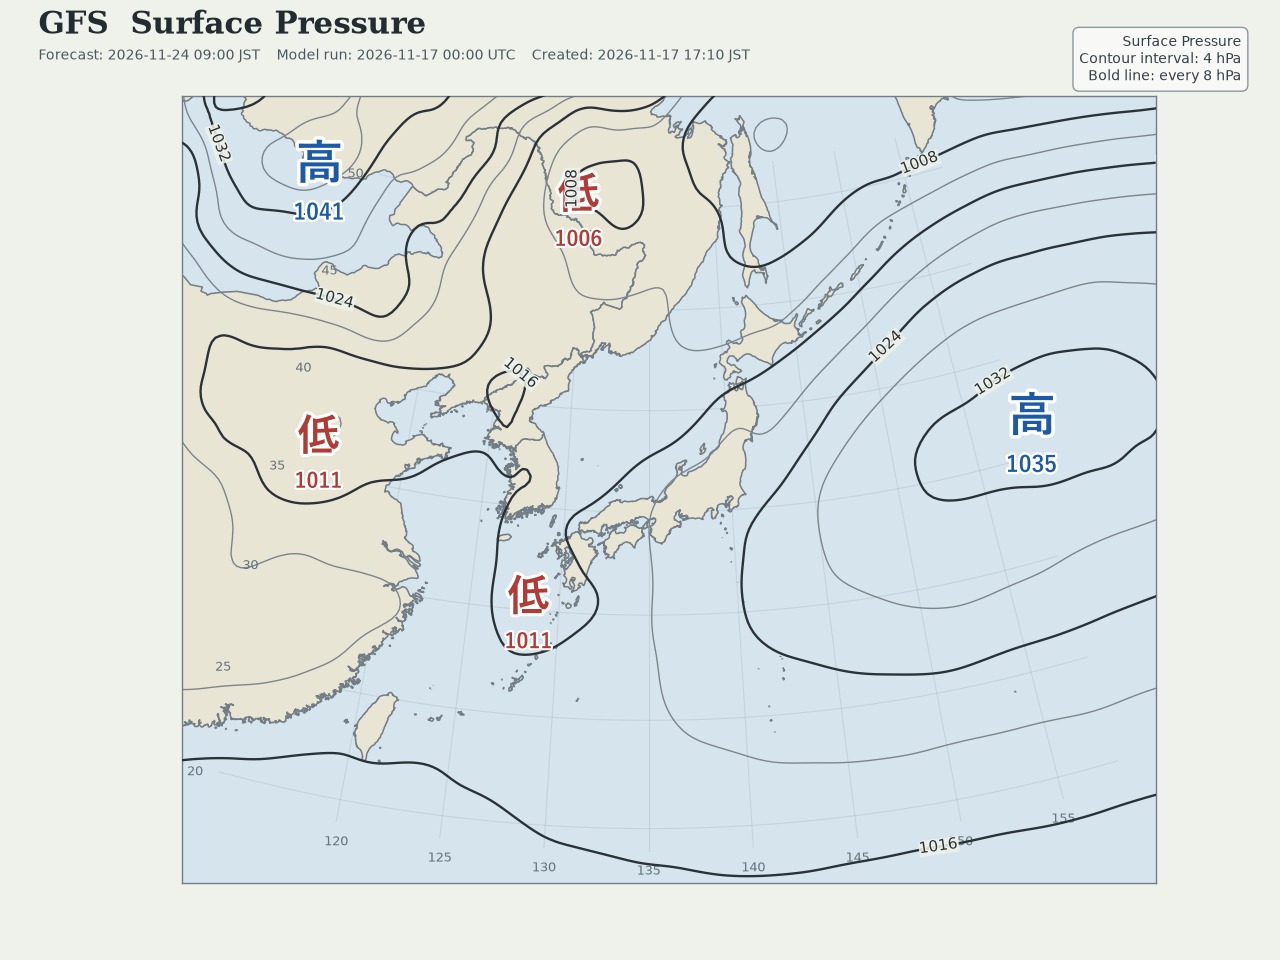 GFS  Surface Pressure
Forecast: 2026-11-24 09:00 JST    Model run: 2026-11-17 00:00 UTC    Created: 2026-11-17 17:10 JST
Surface Pressure
Contour interval: 4 hPa
Bold line: every 8 hPa
1032
高
1041
50
1008
低
1006
1008
45
1024
1024
40
1016
1032
高
1035
低
1011
35
30
低
1011
25
20
120
125
130
135
140
145
1016
50
155